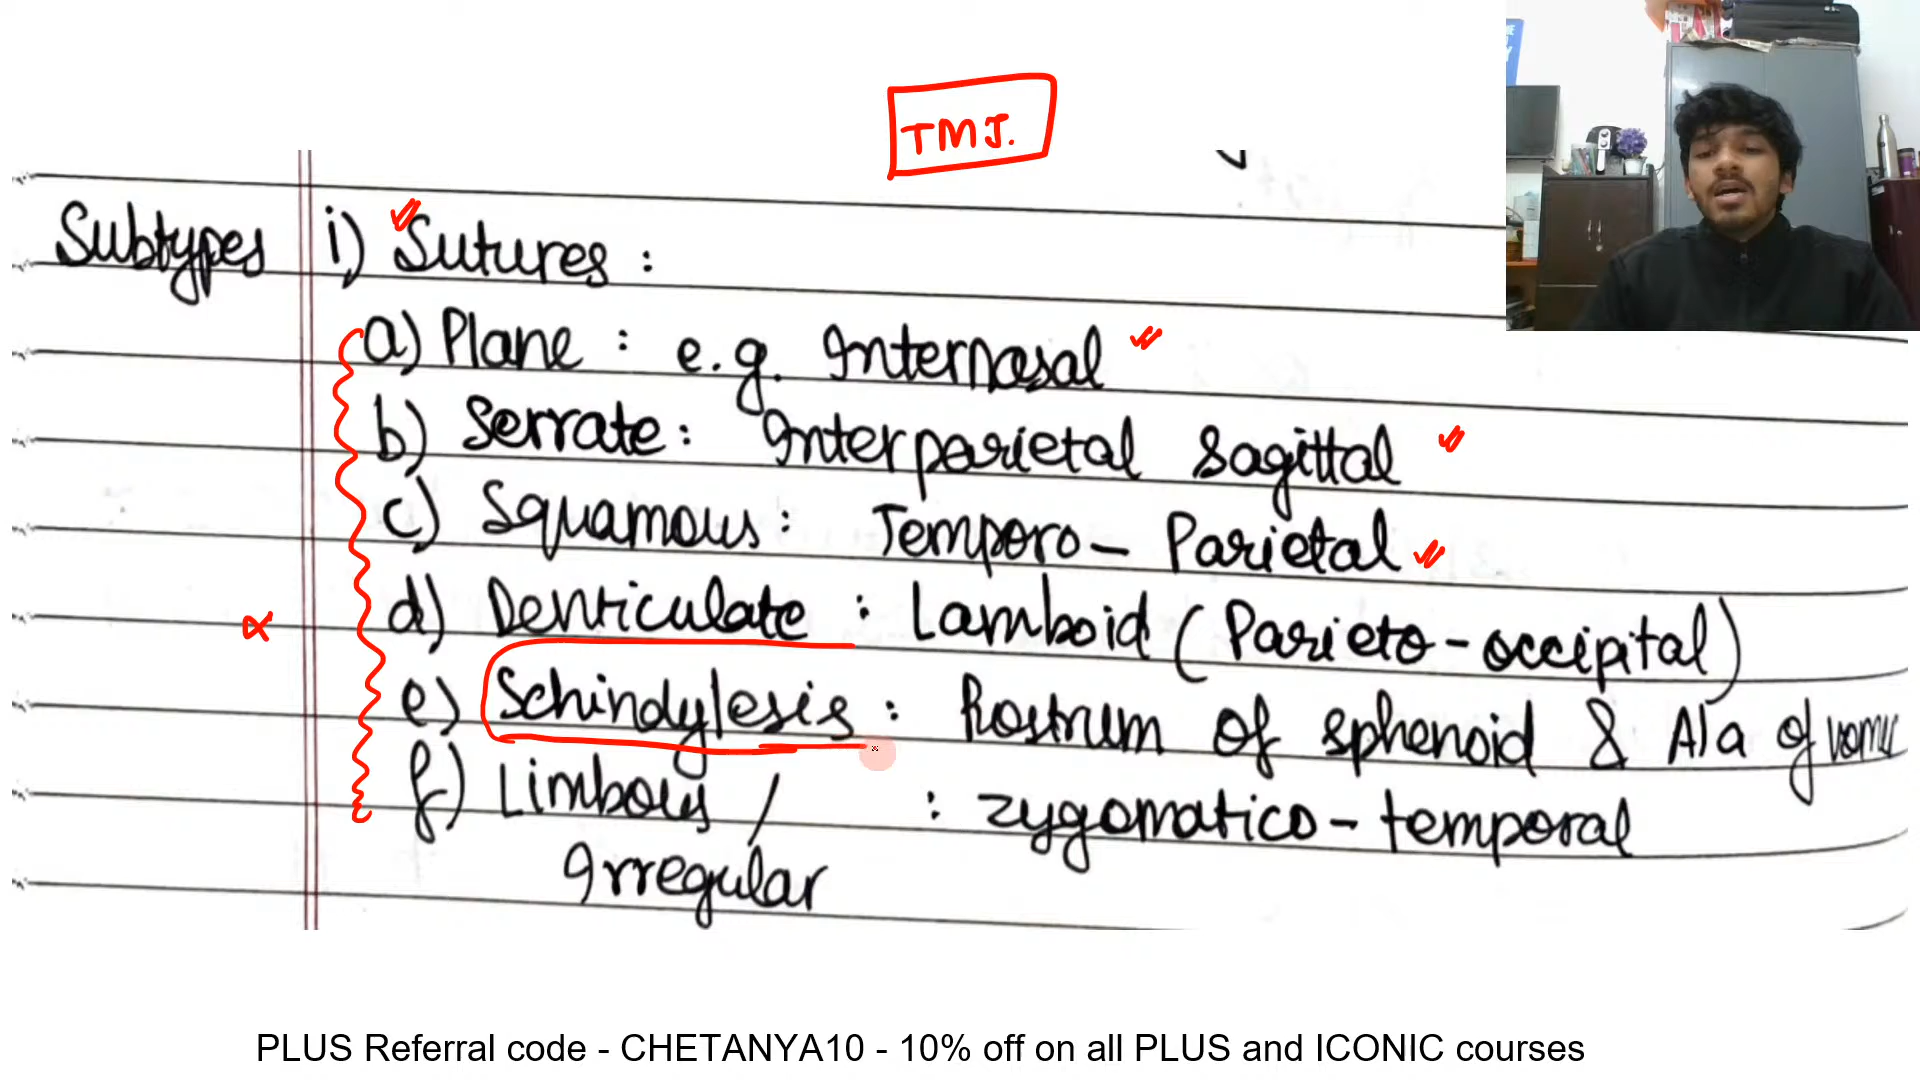 TMJ.
Subtypes i) Sutures :
a) Plane : e.g. Internasal
b) Serrate : Interparietal Sagittal
c) Squamous : Temporo - Parietal
d) Denticulate : Lamboid (Parieto - occipital)
e) Schindylesis : Rostrum of sphenoid & Ala of
f) Limbous / : zygomatico - temporal
Irregular
PLUS Referral code - CHETANYA10 - 10% off on all PLUS and ICONIC courses